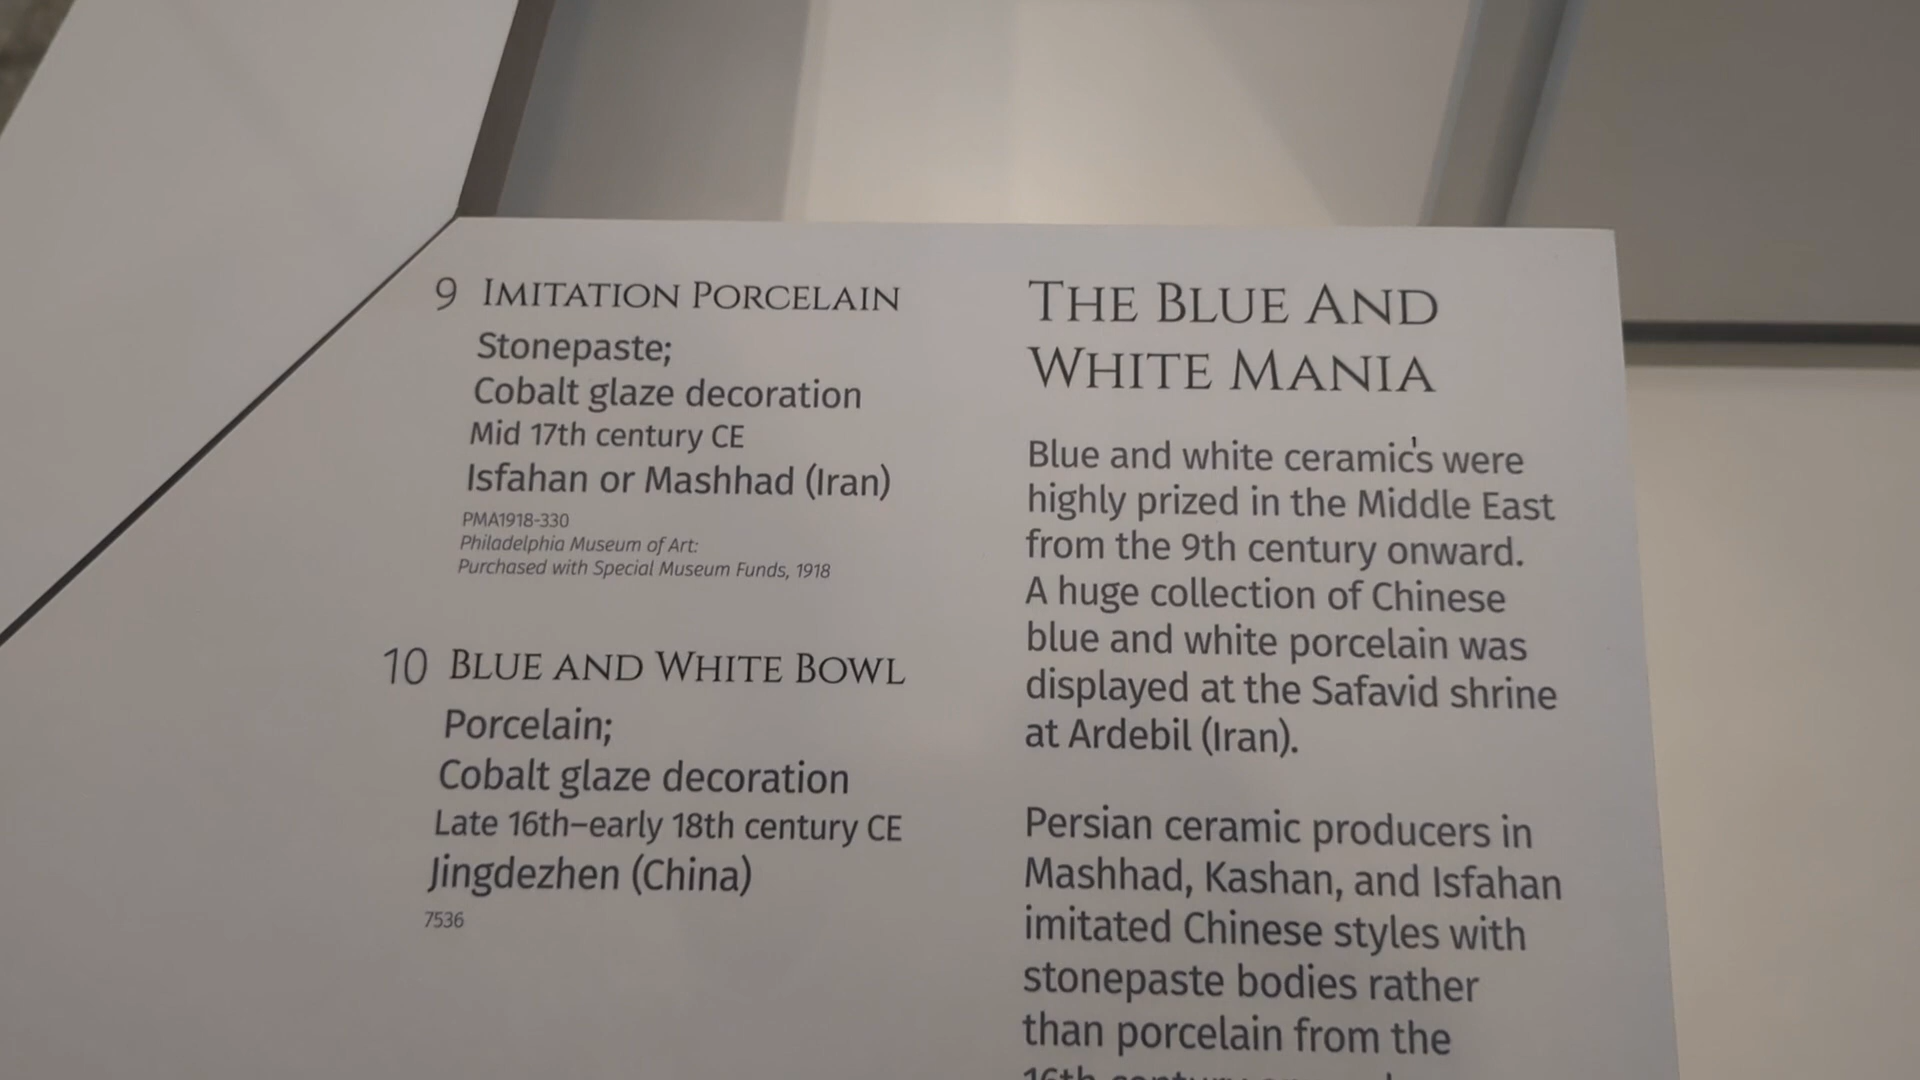 9 IMITATION PORCELAIN
Stonepaste;
Cobalt glaze decoration
Mid 17th century CE
Isfahan or Mashhad (Iran)
PMA1918-330
Philadelphia Museum of Art:
Purchased with Special Museum Funds, 1918
10 BLUE AND WHITE BOWL
Porcelain;
Cobalt glaze decoration
Late 16th–early 18th century CE
Jingdezhen (China)
7536
THE BLUE AND
WHITE MANIA
Blue and white ceramics were
highly prized in the Middle East
from the 9th century onward.
A huge collection of Chinese
blue and white porcelain was
displayed at the Safavid shrine
at Ardebil (Iran).
Persian ceramic producers in
Mashhad, Kashan, and Isfahan
imitated Chinese styles with
stonepaste bodies rather
than porcelain from the
16th century